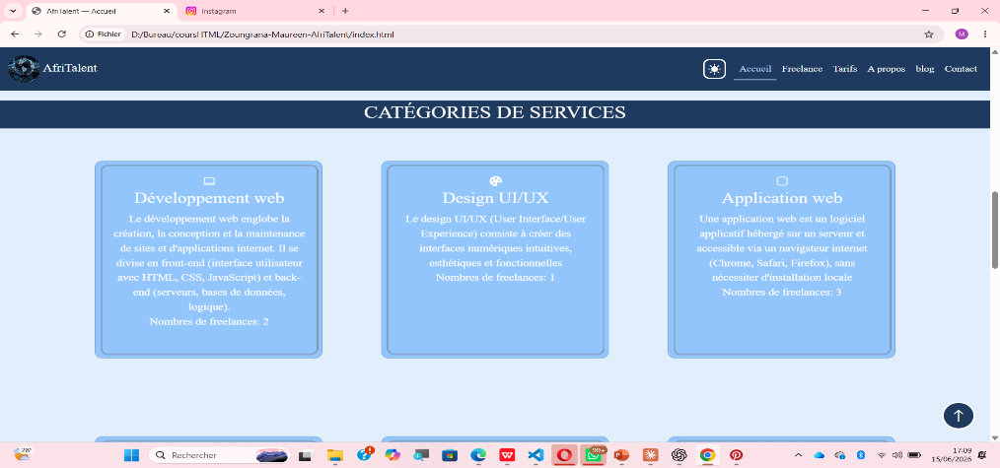 AfriTalent — Accueil
Instagram
Fichier
D:/Bureau/coursHTML/Zoungrana-Maureen-AfriTalent/index.html
M
AfriTalent
Accueil
Freelance
Tarifs
A propos
blog
Contact
CATÉGORIES DE SERVICES
Développement web
Le développement web englobe la
création, la conception et la maintenance
de sites et d'applications internet. Il se
divise en front-end (interface utilisateur
avec HTML, CSS, JavaScript) et back-
end (serveurs, bases de données,
logique).
Nombres de freelances: 2
Design UI/UX
Le design UI/UX (User Interface/User
Experience) consiste à créer des
interfaces numériques intuitives,
esthétiques et fonctionnelles
Nombres de freelances: 1
Application web
Une application web est un logiciel
applicatif hébergé sur un serveur et
accessible via un navigateur internet
(Chrome, Safari, Firefox), sans
nécessiter d'installation locale
Nombres de freelances: 3
28°
Rechercher
99+
17:09
15/06/2026